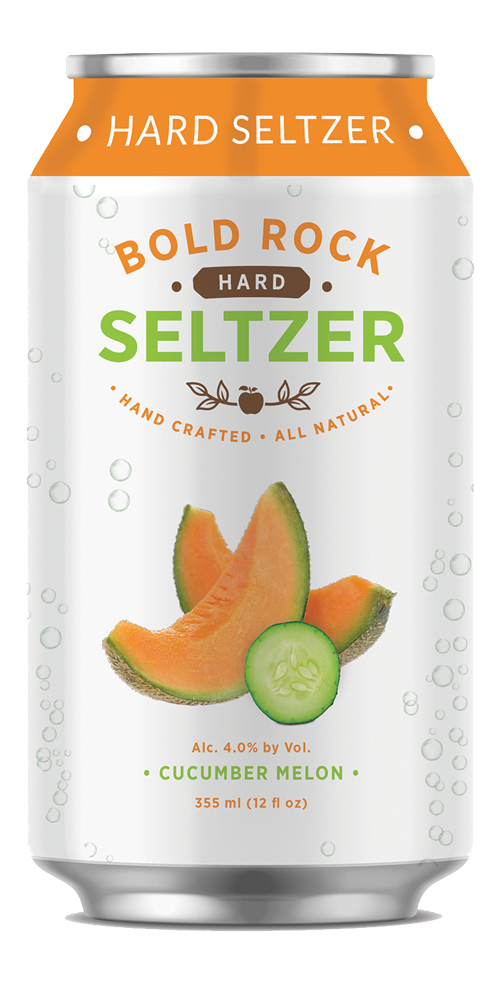 • HARD SELTZER •
BOLD ROCK
• HARD •
SELTZER
• HAND CRAFTED • ALL NATURAL •
Alc. 4.0% by Vol.
• CUCUMBER MELON •
355 ml (12 fl oz)